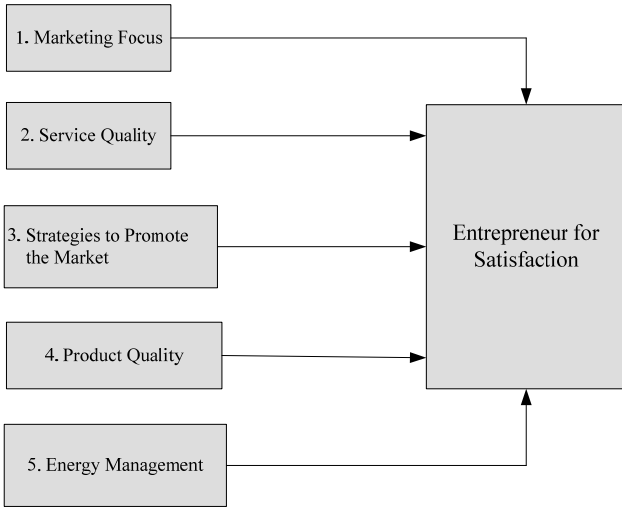 1. Marketing Focus
2. Service Quality
3. Strategies to Promote
the Market
4. Product Quality
5. Energy Management
Entrepreneur for
Satisfaction